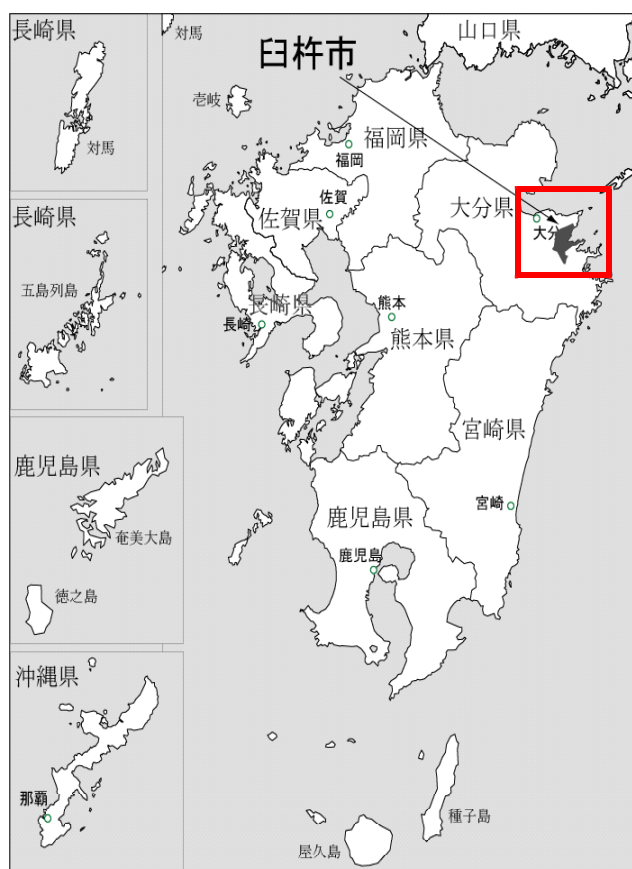 長崎県
対馬
対馬
臼杵市
山口県
壱岐
福岡県
福岡
佐賀
佐賀県
大分県
大分
長崎県
五島列島
長崎県
長崎
熊本
熊本県
宮崎県
宮崎
鹿児島県
奄美大島
徳之島
鹿児島県
鹿児島
沖縄県
那覇
種子島
屋久島